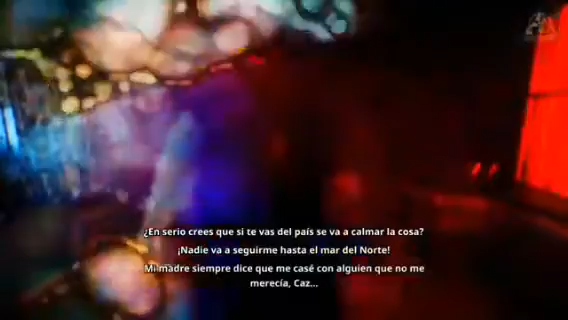 ¿En serio crees que si te vas del país se va a calmar la cosa?
¡Nadie va a seguirme hasta el mar del Norte!
Mi madre siempre dice que me casé con alguien que no me
merecía, Caz...